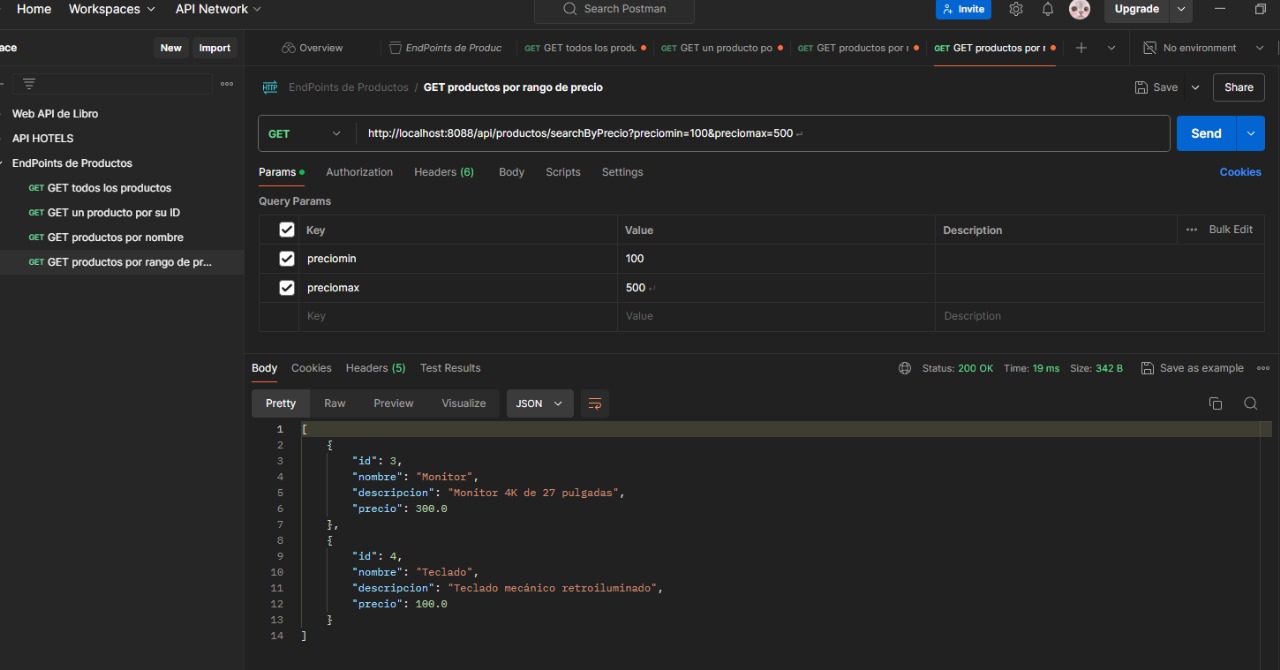 Home Workspaces API Network Search Postman Invite Upgrade
ace New Import Overview EndPoints de Produc GET GET todos los produ. GET GET un producto po GET GET productos por r GET GET productos por r No environment
HTTP EndPoints de Productos / GET productos por rango de precio Save Share
Web API de Libro
API HOTELS
EndPoints de Productos
GET GET todos los productos
GET GET un producto por su ID
GET GET productos por nombre
GET GET productos por rango de pr...
GET http://localhost:8088/api/productos/searchByPrecio?preciomin=100&preciomax=500 Send
Params Authorization Headers (6) Body Scripts Settings Cookies
Query Params
Key Value Description Bulk Edit
preciomin 100
preciomax 500
Key Value Description
Body Cookies Headers (5) Test Results Status: 200 OK Time: 19 ms Size: 342 B Save as example
Pretty Raw Preview Visualize JSON
1 [
2 {
3 "id": 3,
4 "nombre": "Monitor",
5 "descripcion": "Monitor 4K de 27 pulgadas",
6 "precio": 300.0
7 },
8 {
9 "id": 4,
10 "nombre": "Teclado",
11 "descripcion": "Teclado mecánico retroiluminado",
12 "precio": 100.0
13 }
14 ]